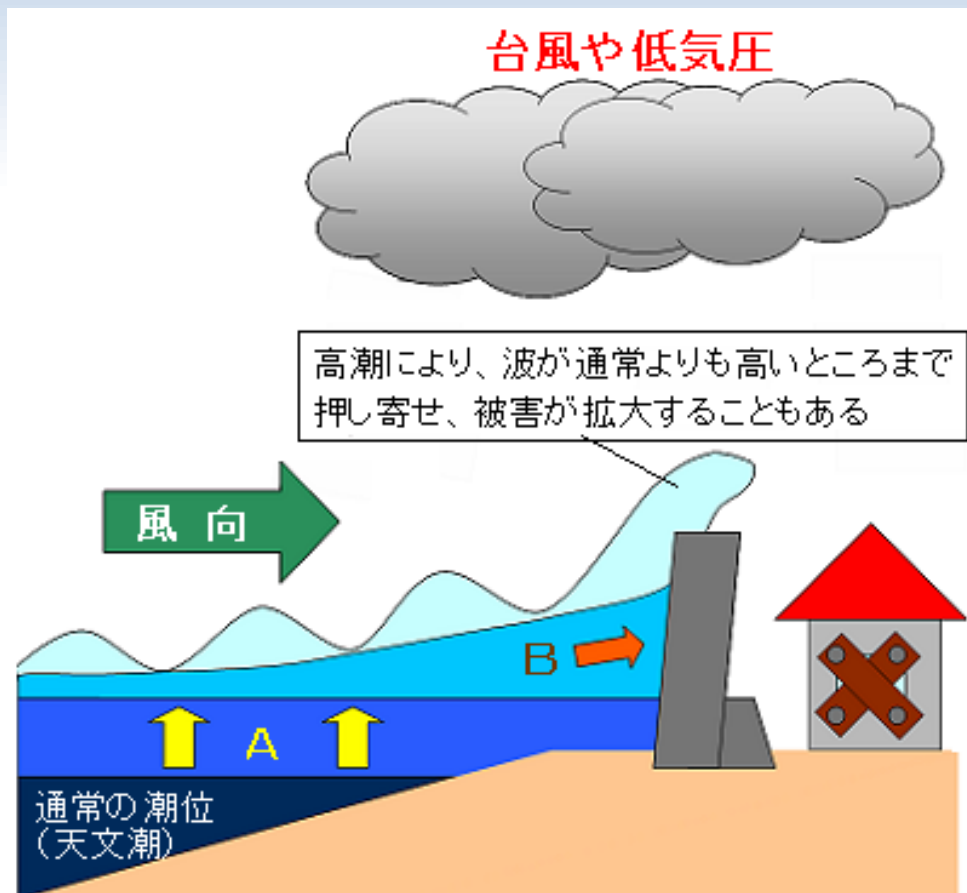 台風や低気圧
高潮により、波が通常よりも高いところまで
押し寄せ、被害が拡大することもある
風 向
B
A
通常の潮位
(天文潮)